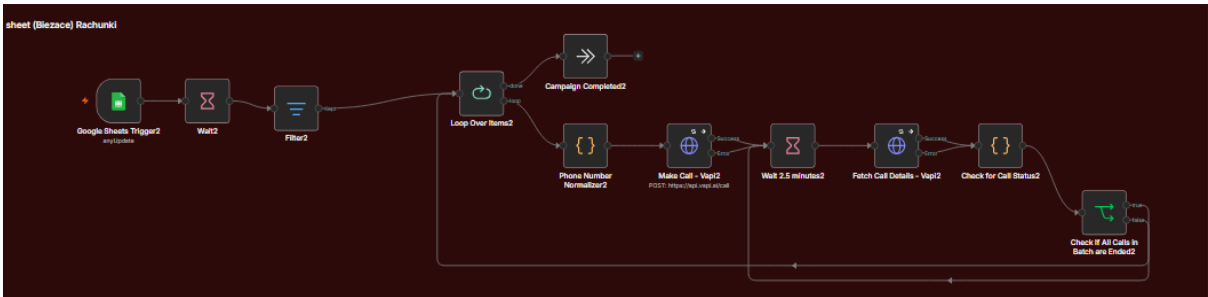 sheet (Biezace) Rachunki
Google Sheets Trigger2
anyUpdate
Wait2
Filter2
Kept
Loop Over Items2
done
loop
Campaign Completed2
Phone Number
Normalizer2
Make Call - Vapi2
POST: https://api.vapi.ai/call
Success
Error
Wait 2.5 minutes2
Fetch Call Details - Vapi2
Success
Error
Check for Call Status2
Check If All Calls in
Batch are Ended2
true
false